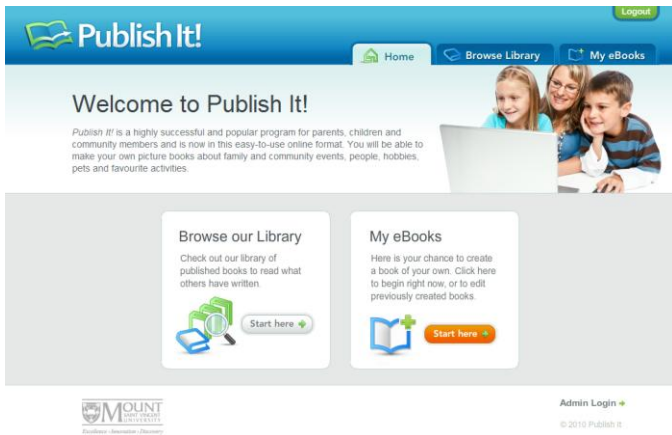 Logout
Publish It!
Home
Browse Library
My eBooks
Welcome to Publish It!
Publish It! is a highly successful and popular program for parents, children and
community members and is now in this easy-to-use online format. You will be able to
make your own picture books about family and community events, people, hobbies,
pets and favourite activities.
Browse our Library
Check out our library of
published books to read what
others have written.
Start here
My eBooks
Here is your chance to create
a book of your own. Click here
to begin right now, or to edit
previously created books.
Start here
MOUNT
SAINT VINCENT
UNIVERSITY
Excellence • Innovation • Discovery
Admin Login
© 2010 Publish It